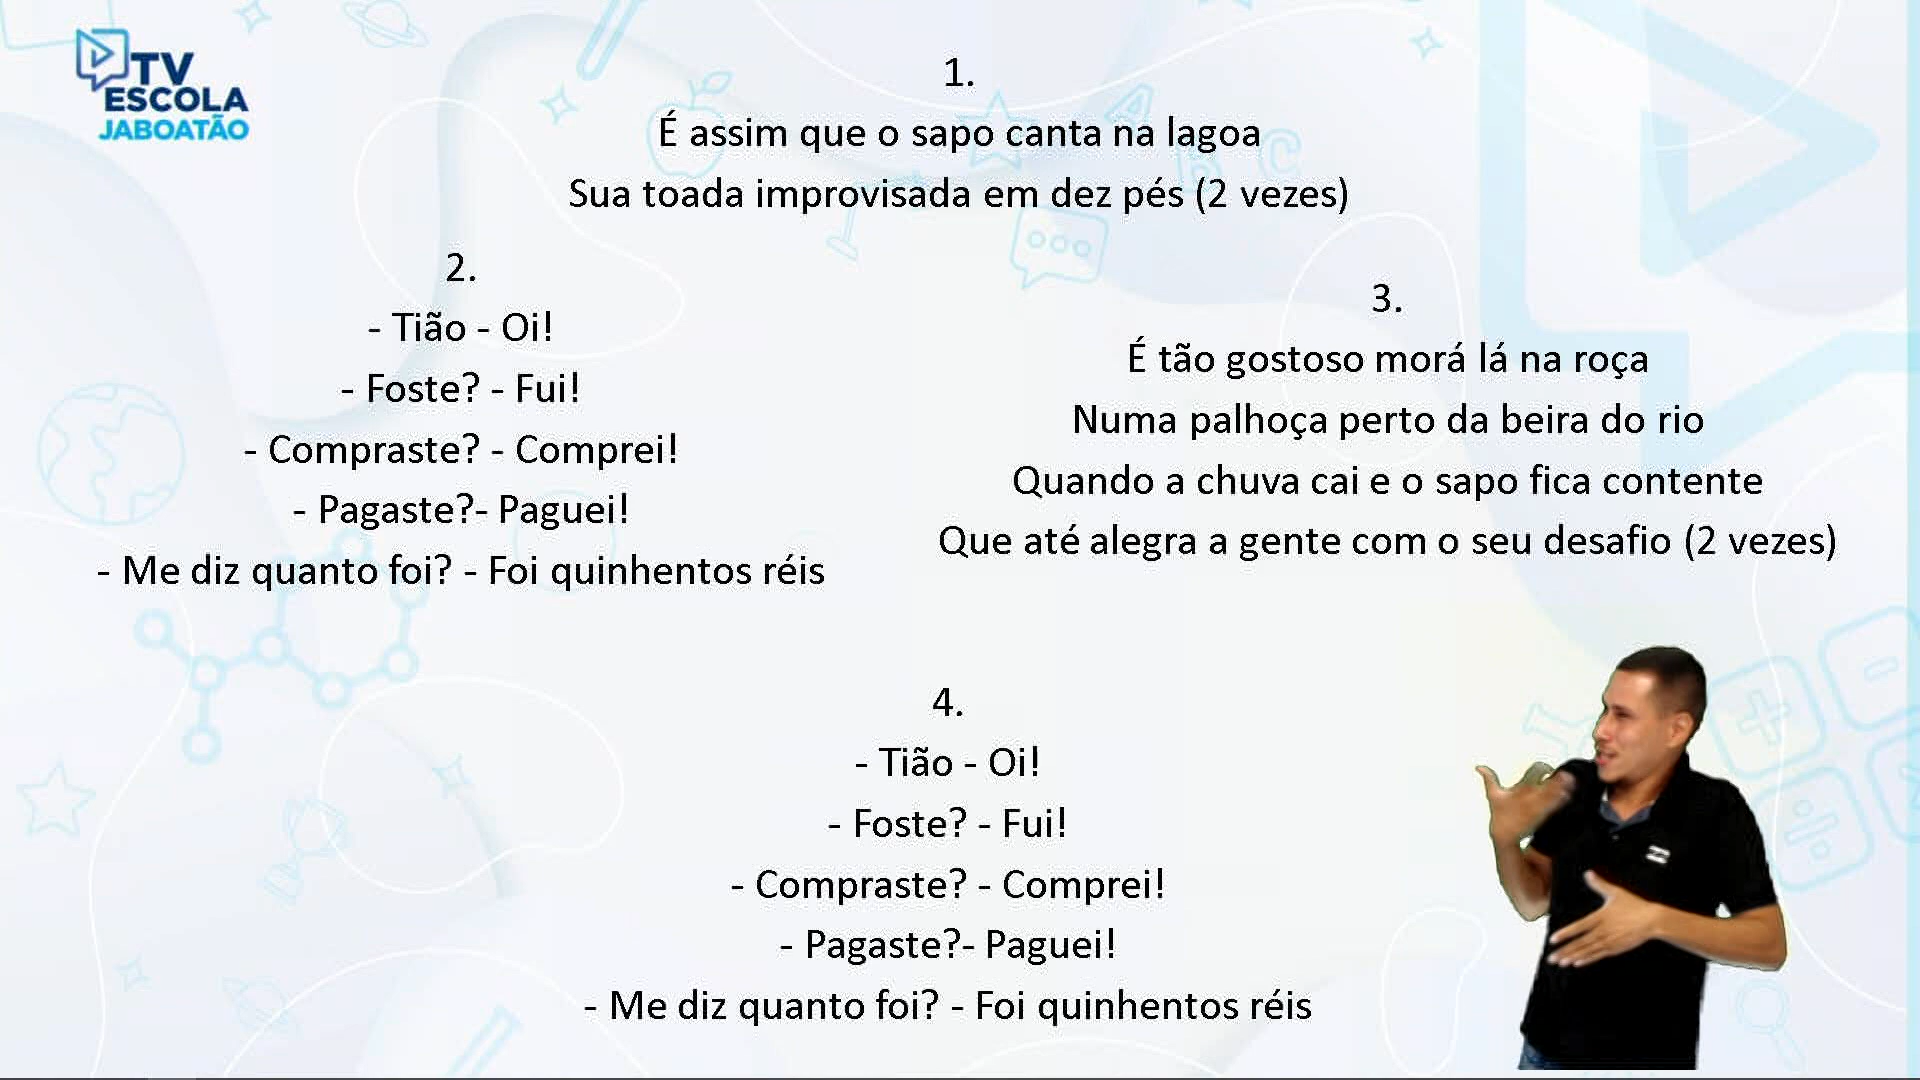 TV
ESCOLA
JABOATÃO
1.
É assim que o sapo canta na lagoa
Sua toada improvisada em dez pés (2 vezes)
2.
- Tião - Oi!
- Foste? - Fui!
- Compraste? - Comprei!
- Pagaste?- Paguei!
- Me diz quanto foi? - Foi quinhentos réis
3.
É tão gostoso morá lá na roça
Numa palhoça perto da beira do rio
Quando a chuva cai e o sapo fica contente
Que até alegra a gente com o seu desafio (2 vezes)
4.
- Tião - Oi!
- Foste? - Fui!
- Compraste? - Comprei!
- Pagaste?- Paguei!
- Me diz quanto foi? - Foi quinhentos réis
A
B C